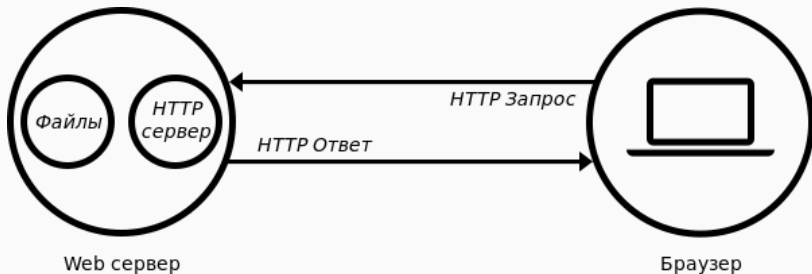 Файлы
HTTP
сервер
HTTP Запрос
HTTP Ответ
Web сервер
Браузер